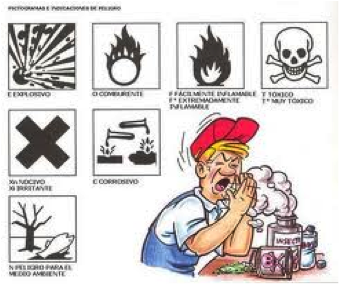 PICTOGRAMAS E INDICACIONES DE PELIGRO
E EXPLOSIVO
O COMBURENTE
F FÁCILMENTE INFLAMABLE
F+ EXTREMADAMENTE
INFLAMABLE
T TÓXICO
T+ MUY TÓXICO
Xn NOCIVO
Xi IRRITANTE
C CORROSIVO
N PELIGRO PARA EL
MEDIO AMBIENTE
INSECT